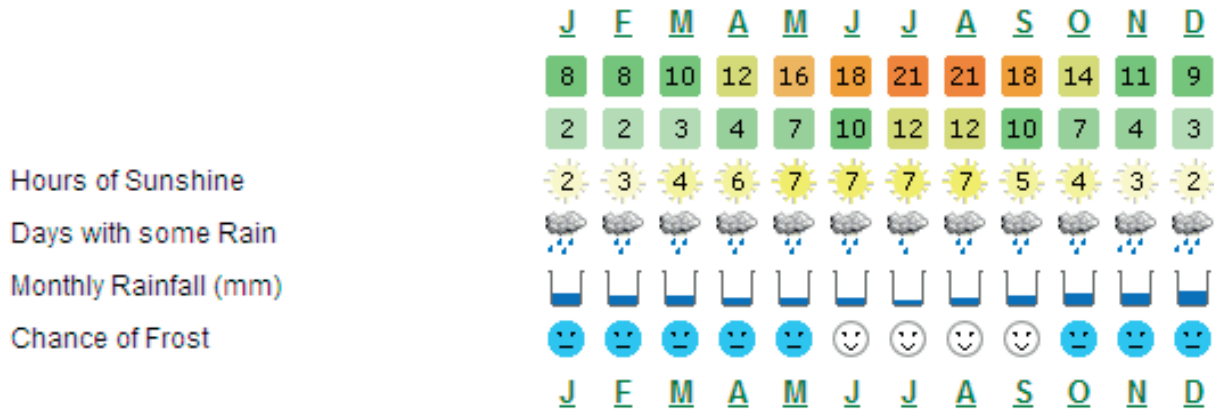 J F M A M J J A S O N D
8 8 10 12 16 18 21 21 18 14 11 9
2 2 3 4 7 10 12 12 10 7 4 3
Hours of Sunshine 2 3 4 6 7 7 7 7 5 4 3 2
Days with some Rain
Monthly Rainfall (mm)
Chance of Frost
J F M A M J J A S O N D